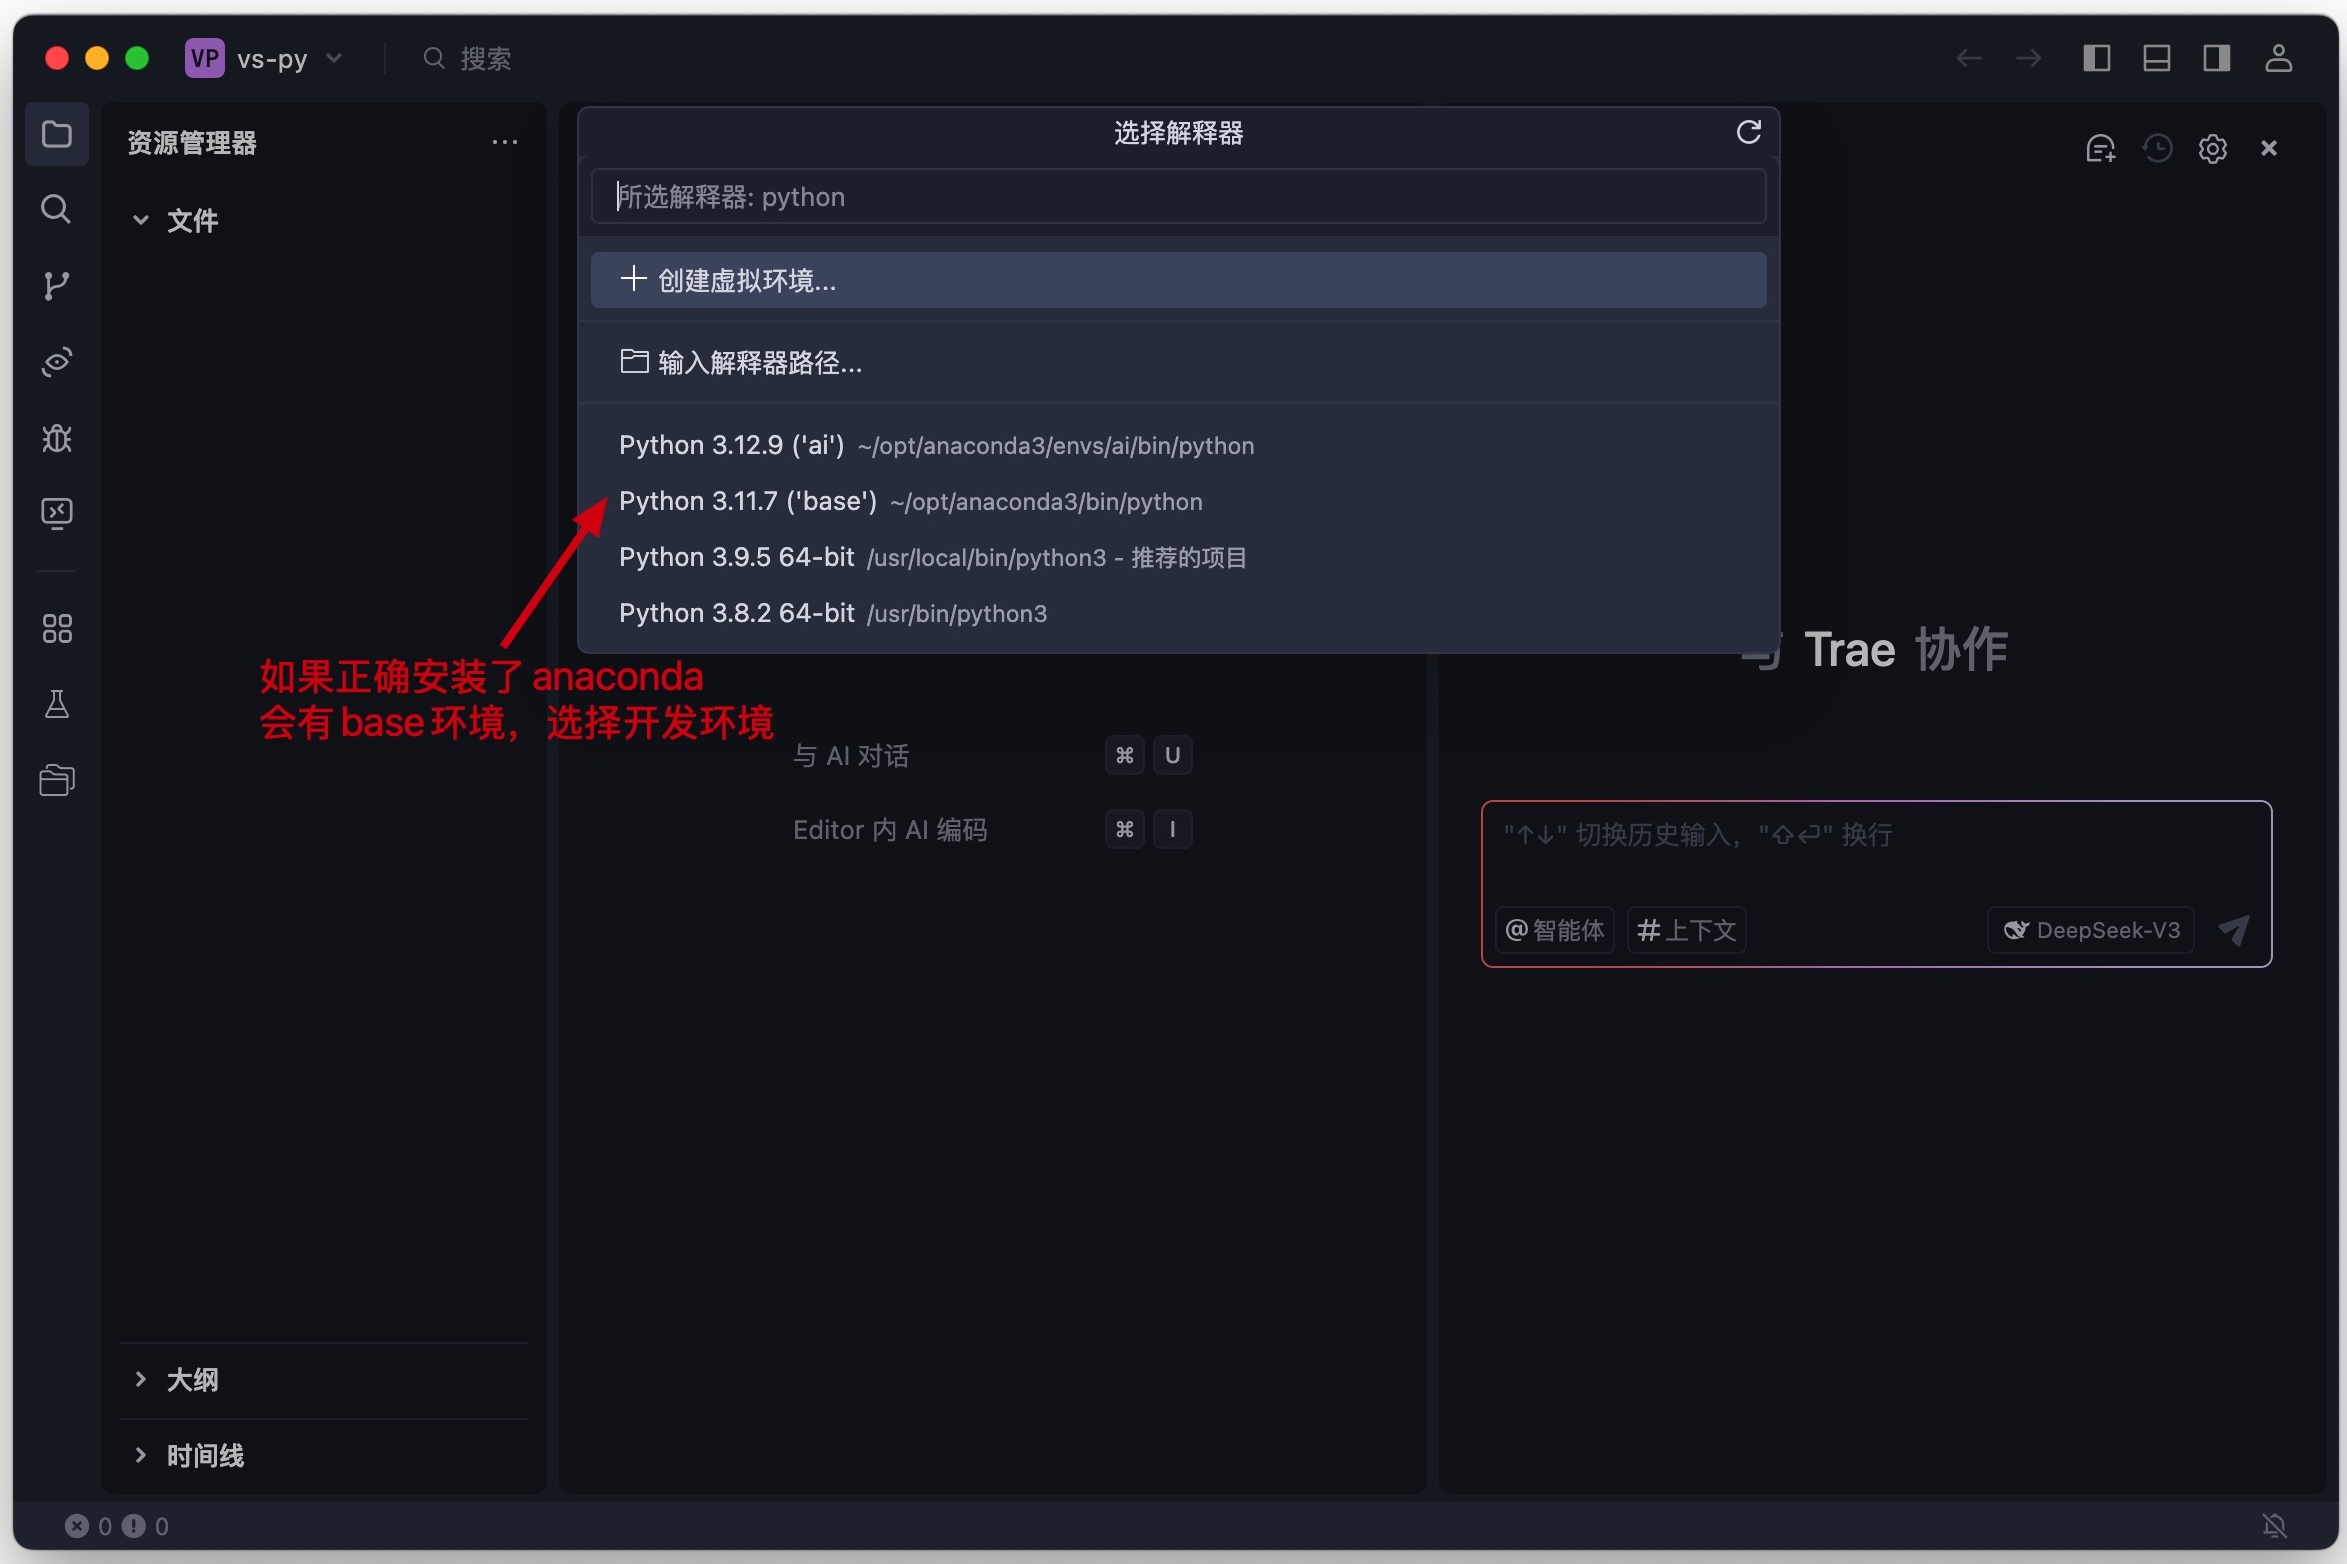 VP vs-py 搜索
资源管理器
文件
选择解释器
所选解释器: python
创建虚拟环境...
输入解释器路径...
Python 3.12.9 ('ai') ~/opt/anaconda3/envs/ai/bin/python
Python 3.11.7 ('base') ~/opt/anaconda3/bin/python
Python 3.9.5 64-bit /usr/local/bin/python3 - 推荐的项目
Python 3.8.2 64-bit /usr/bin/python3
如果正确安装了 anaconda
会有 base 环境，选择开发环境
与 AI 对话 ⌘ U
Editor 内 AI 编码 ⌘ I
与 Trae 协作
"↑↓" 切换历史输入，"⇧⏎" 换行
@ 智能体 # 上下文 DeepSeek-V3
大纲
时间线
0 0